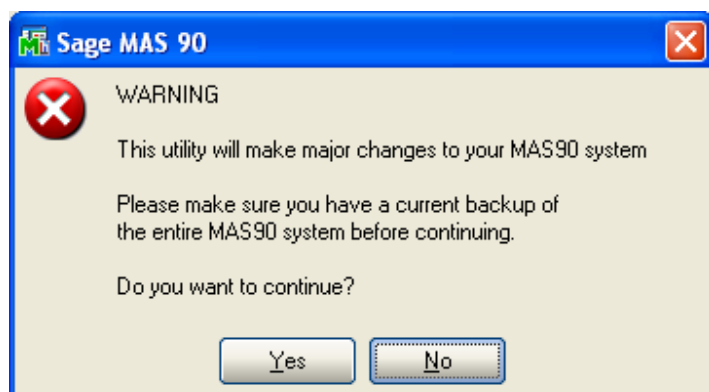 Sage MAS 90
WARNING
This utility will make major changes to your MAS90 system
Please make sure you have a current backup of
the entire MAS90 system before continuing.
Do you want to continue?
Yes
No